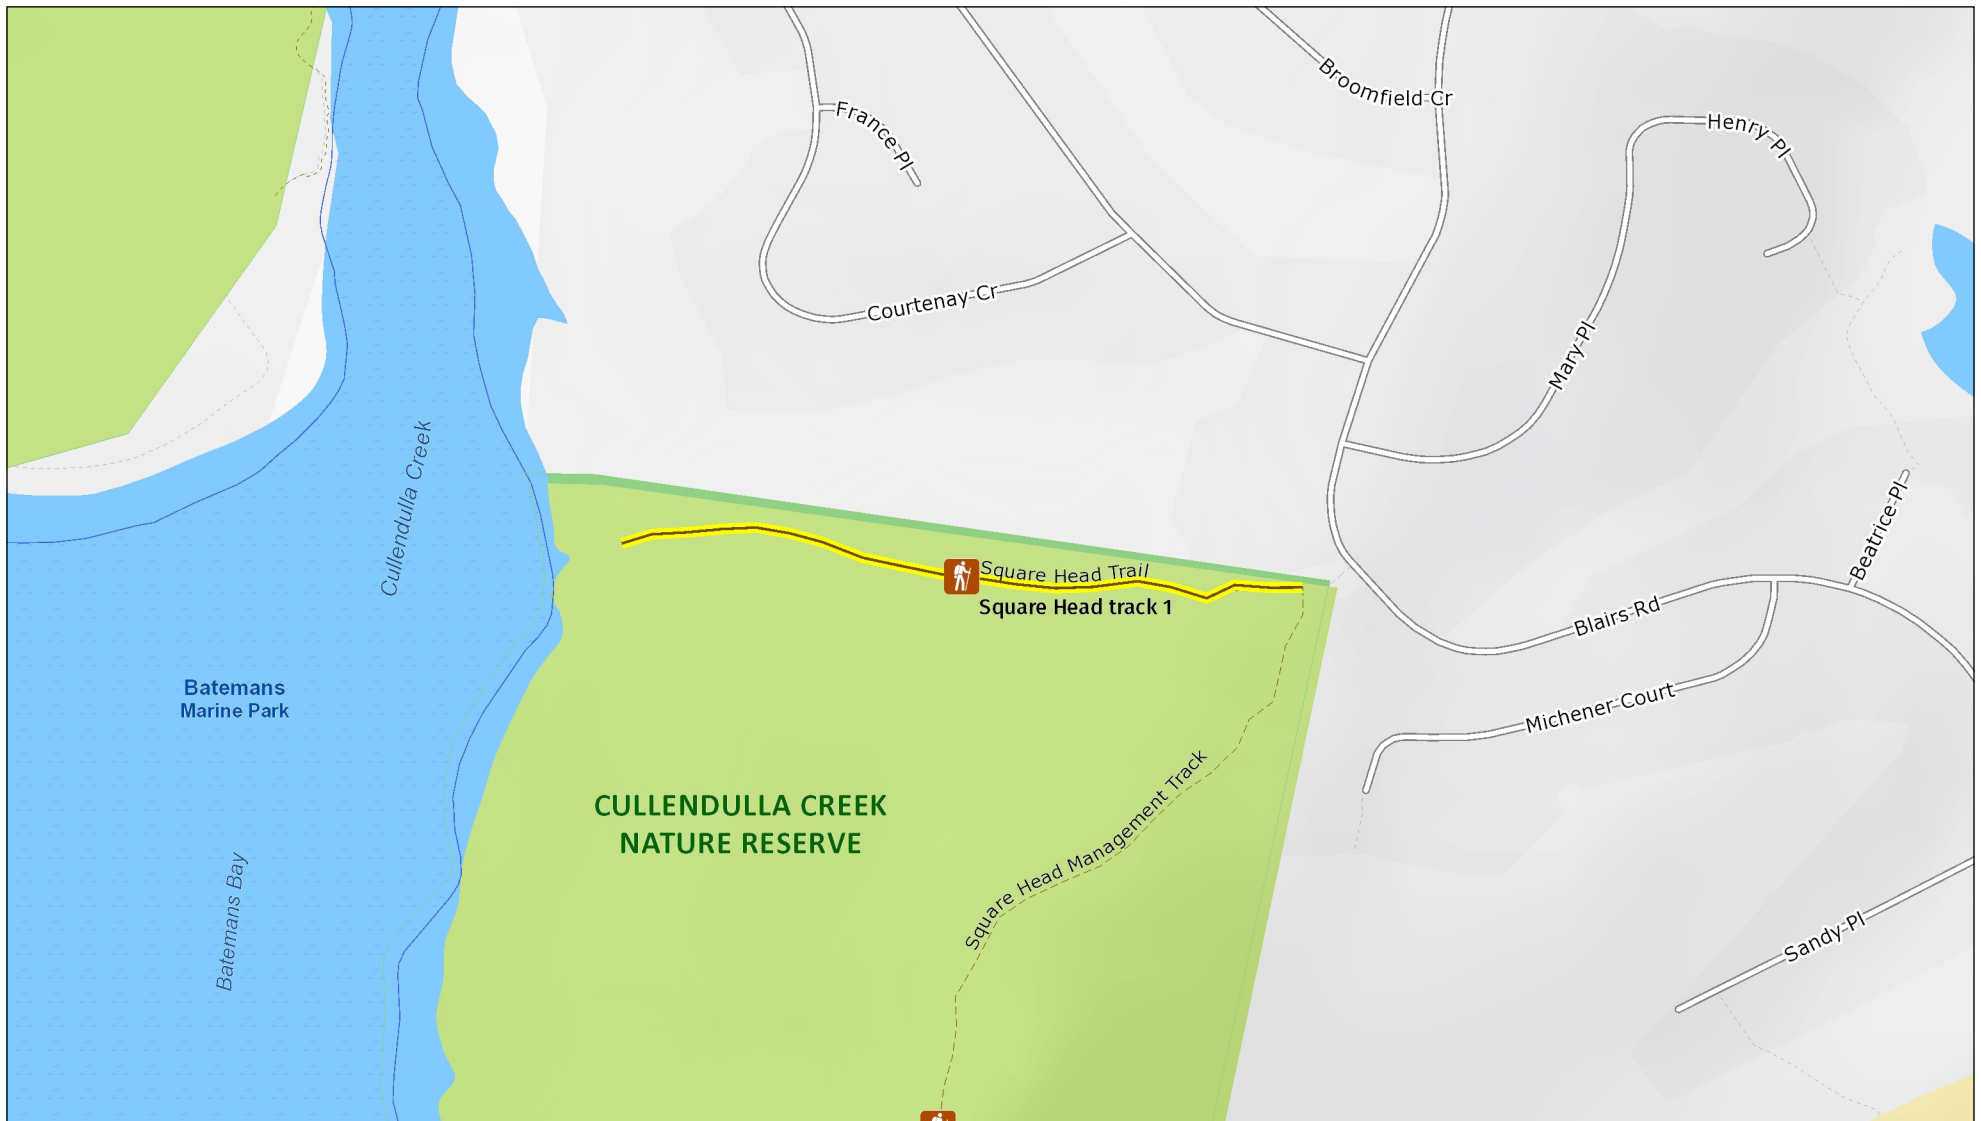 Broomfield Cr
France Pl
Henry Pl
Courtenay Cr
Mary Pl
Cullendulla Creek
Beatrice Pl
Square Head Trail
Square Head track 1
Blairs Rd
Batemans
Marine Park
Michener Court
CULLENDULLA CREEK
NATURE RESERVE
Square Head Management Track
Batemans Bay
Sandy Pl